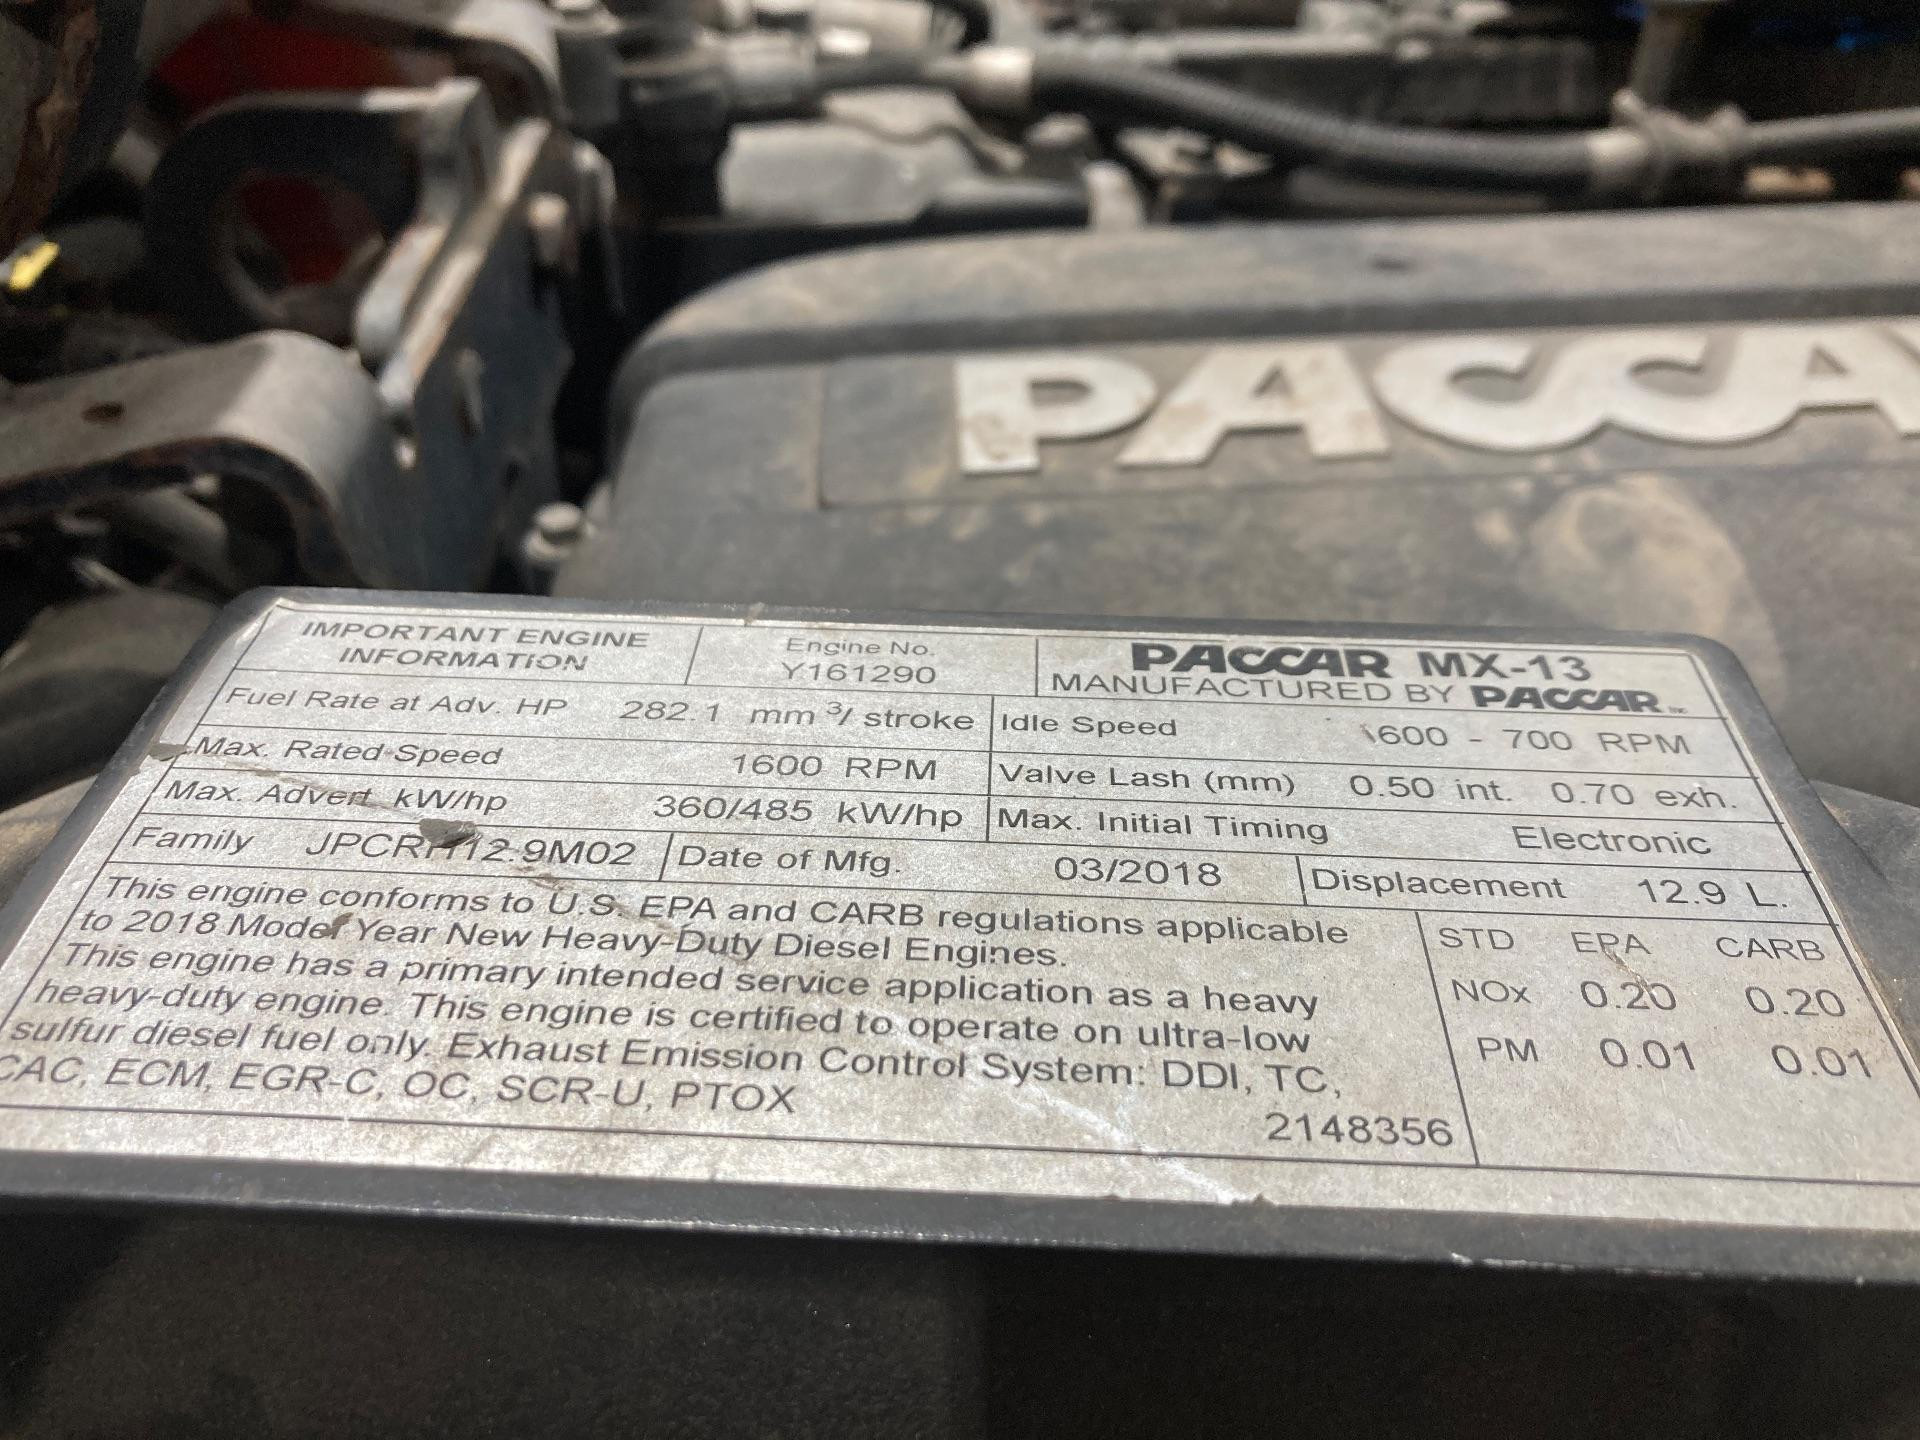 PACCA
IMPORTANT ENGINE
INFORMATION
Engine No.
Y161290
PACCAR MX-13
MANUFACTURED BY PACCAR INC
Fuel Rate at Adv. HP 282.1 mm ³/ stroke
Idle Speed 600 - 700 RPM
Max. Rated Speed 1600 RPM
Valve Lash (mm) 0.50 int. 0.70 exh.
Max. Advert kW/hp 360/485 kW/hp
Max. Initial Timing Electronic
Family JPCRH12.9M02
Date of Mfg. 03/2018
Displacement 12.9 L.
This engine conforms to U.S. EPA and CARB regulations applicable
to 2018 Model Year New Heavy-Duty Diesel Engines.
This engine has a primary intended service application as a heavy
heavy-duty engine. This engine is certified to operate on ultra-low
sulfur diesel fuel only. Exhaust Emission Control System: DDI, TC,
CAC, ECM, EGR-C, OC, SCR-U, PTOX
2148356
STD EPA CARB
NOx 0.20 0.20
PM 0.01 0.01